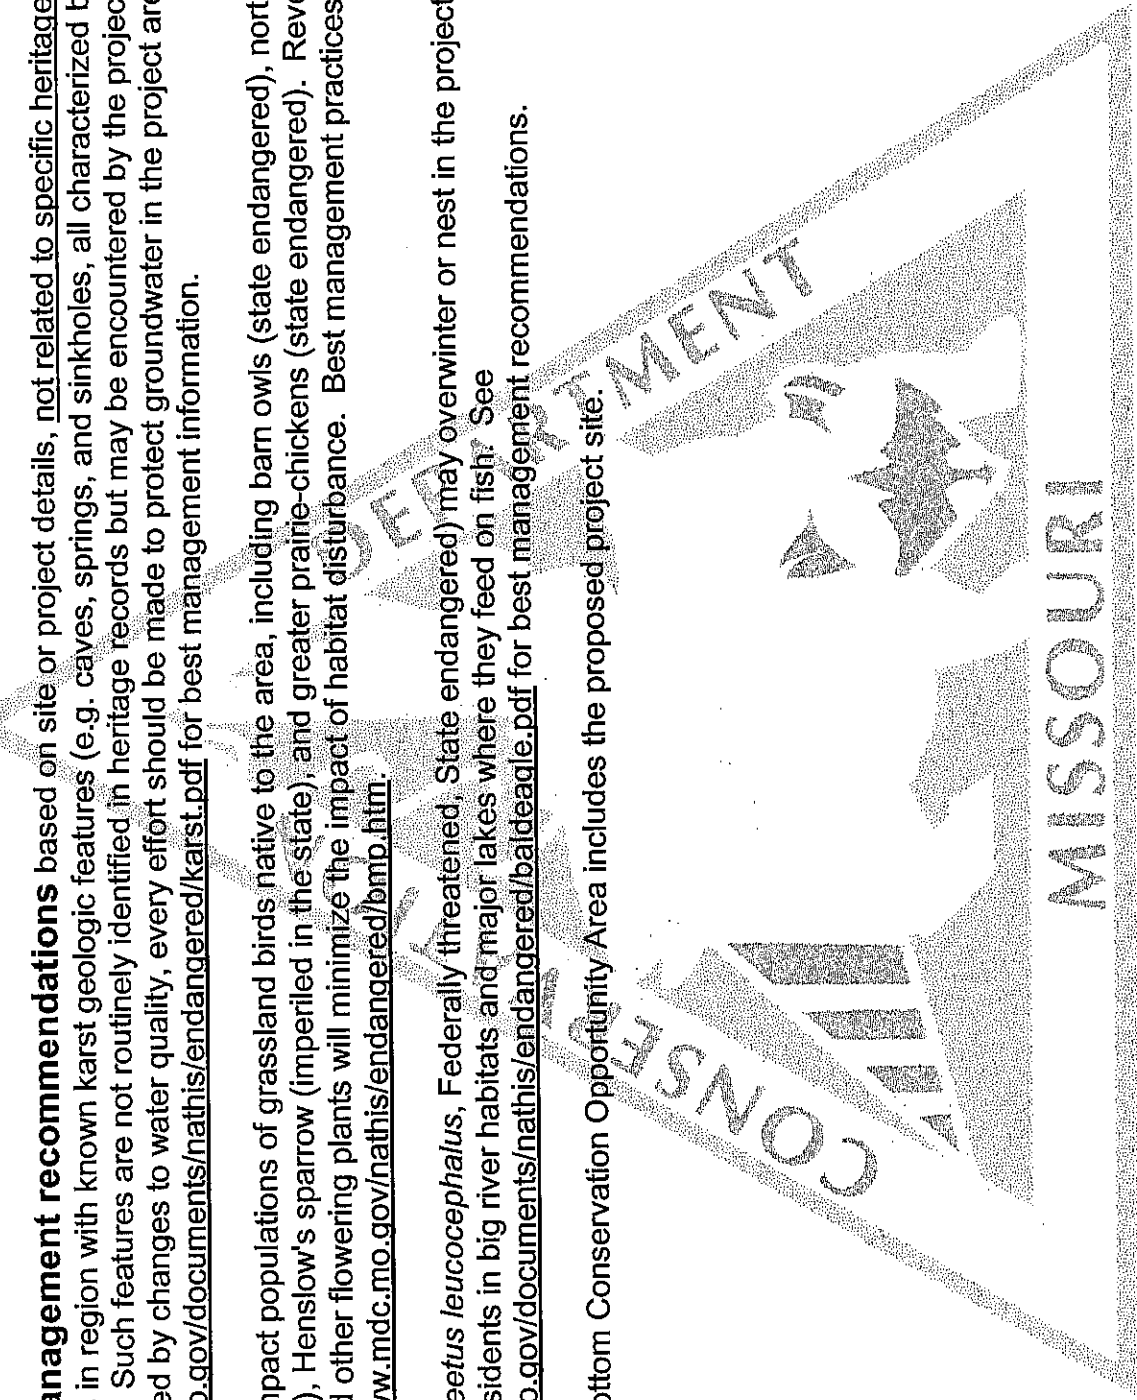 anagement recommendations based on site or project details, not related to specific heritage
in region with known karst geologic features (e.g. caves, springs, and sinkholes, all characterized b
Such features are not routinely identified in heritage records but may be encountered by the projec
ed by changes to water quality, every effort should be made to protect groundwater in the project are
o.gov/documents/nathis/endangered/karst.pdf for best management information.
npact populations of grassland birds native to the area, including barn owls (state endangered), nort
), Henslow's sparrow (imperiled in the state), and greater prairie-chickens (state endangered). Reve
d other flowering plants will minimize the impact of habitat disturbance. Best management practices
ww.mdc.mo.gov/nathis/endangered/bmp.htm.
eetus leucocephalus, Federally threatened, State endangered) may overwinter or nest in the project
sidents in big river habitats and major lakes where they feed on fish. See
o.gov/documents/nathis/endangered/baldeagle.pdf for best management recommendations.
ottom Conservation Opportunity Area includes the proposed project site.
MISSOURI
CONSERVATION
DEPARTMENT